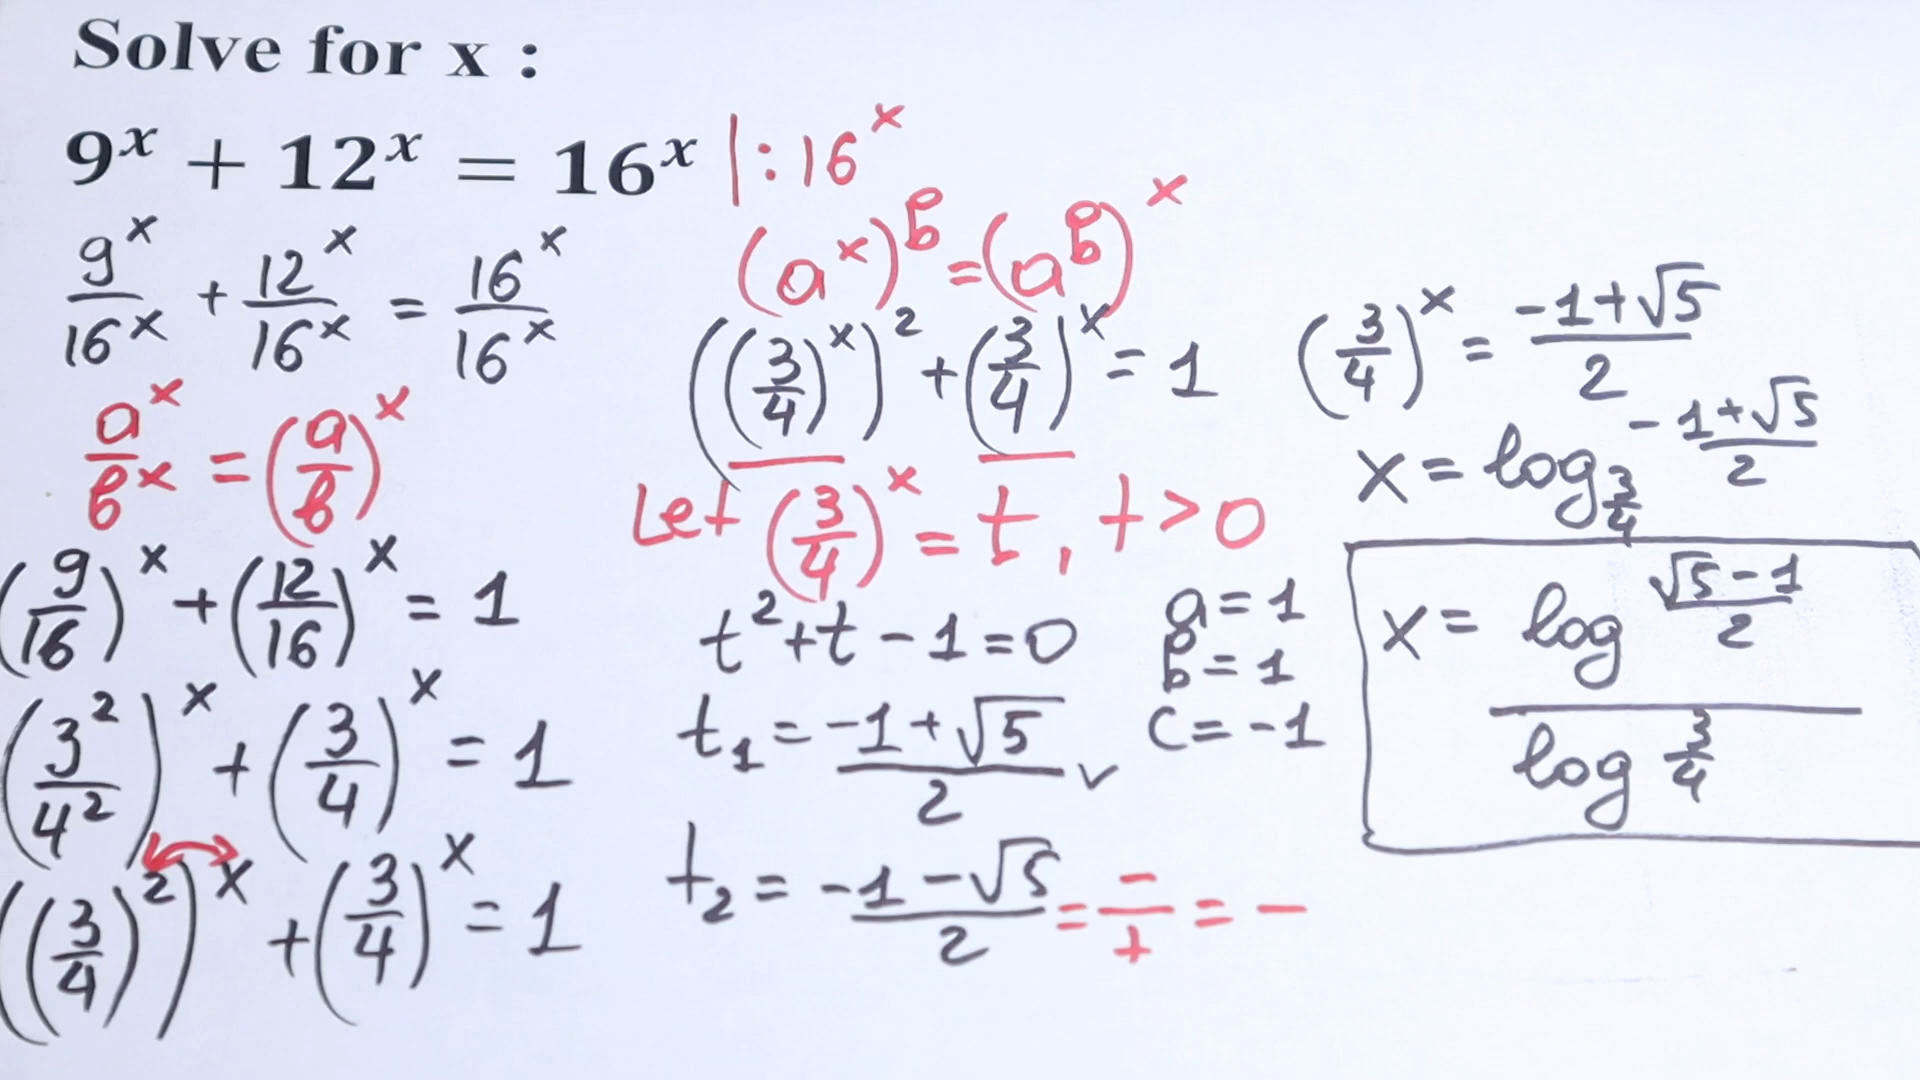 Solve for x :
9^x + 12^x = 16^x |:16^x
9^x/16^x + 12^x/16^x = 16^x/16^x
a^x/b^x = (a/b)^x
(9/16)^x + (12/16)^x = 1
(3^2/4^2)^x + (3/4)^x = 1
((3/4)^2)^x + (3/4)^x = 1
(a^x)^b = (a^b)^x
((3/4)^x)^2 + (3/4)^x = 1
Let (3/4)^x = t, t > 0
t^2 + t - 1 = 0
a = 1
b = 1
c = -1
t_1 = (-1 + √5)/2 ✓
t_2 = (-1 - √5)/2 = -/+ = -
(3/4)^x = (-1 + √5)/2
x = log_{3/4} (-1 + √5)/2
x = (log (√5 - 1)/2)/(log 3/4)